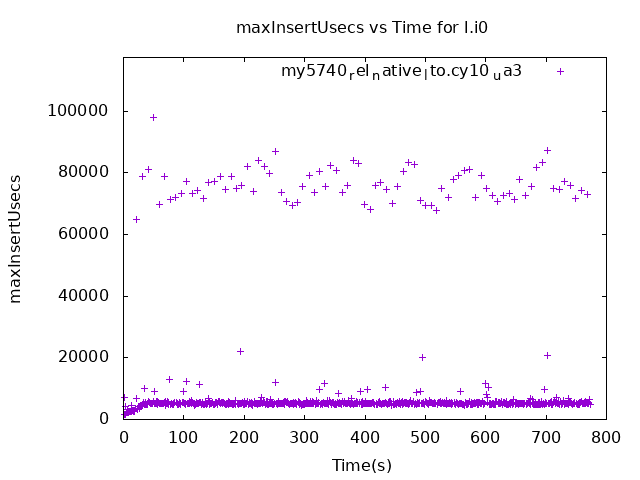 maxInsertUsecs vs Time for l.i0
my5740rel_native_lto.cy10_ua3
maxInsertUsecs
100000
80000
60000
40000
20000
0
0 100 200 300 400 500 600 700 800
Time(s)